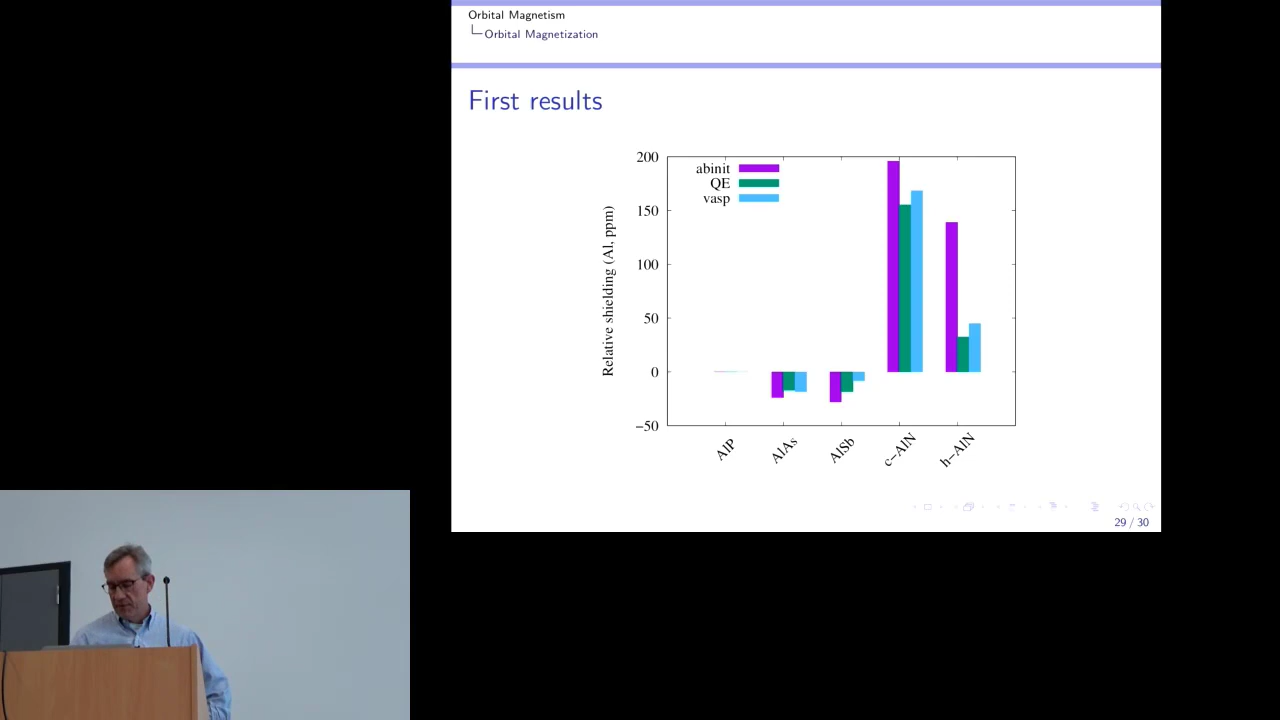 Orbital Magnetism
Orbital Magnetization
First results
200
150
100
50
0
−50
Relative shielding (Al, ppm)
abinit
QE
vasp
AlP
AlAs
AlSb
c−AlN
h−AlN
29 / 30